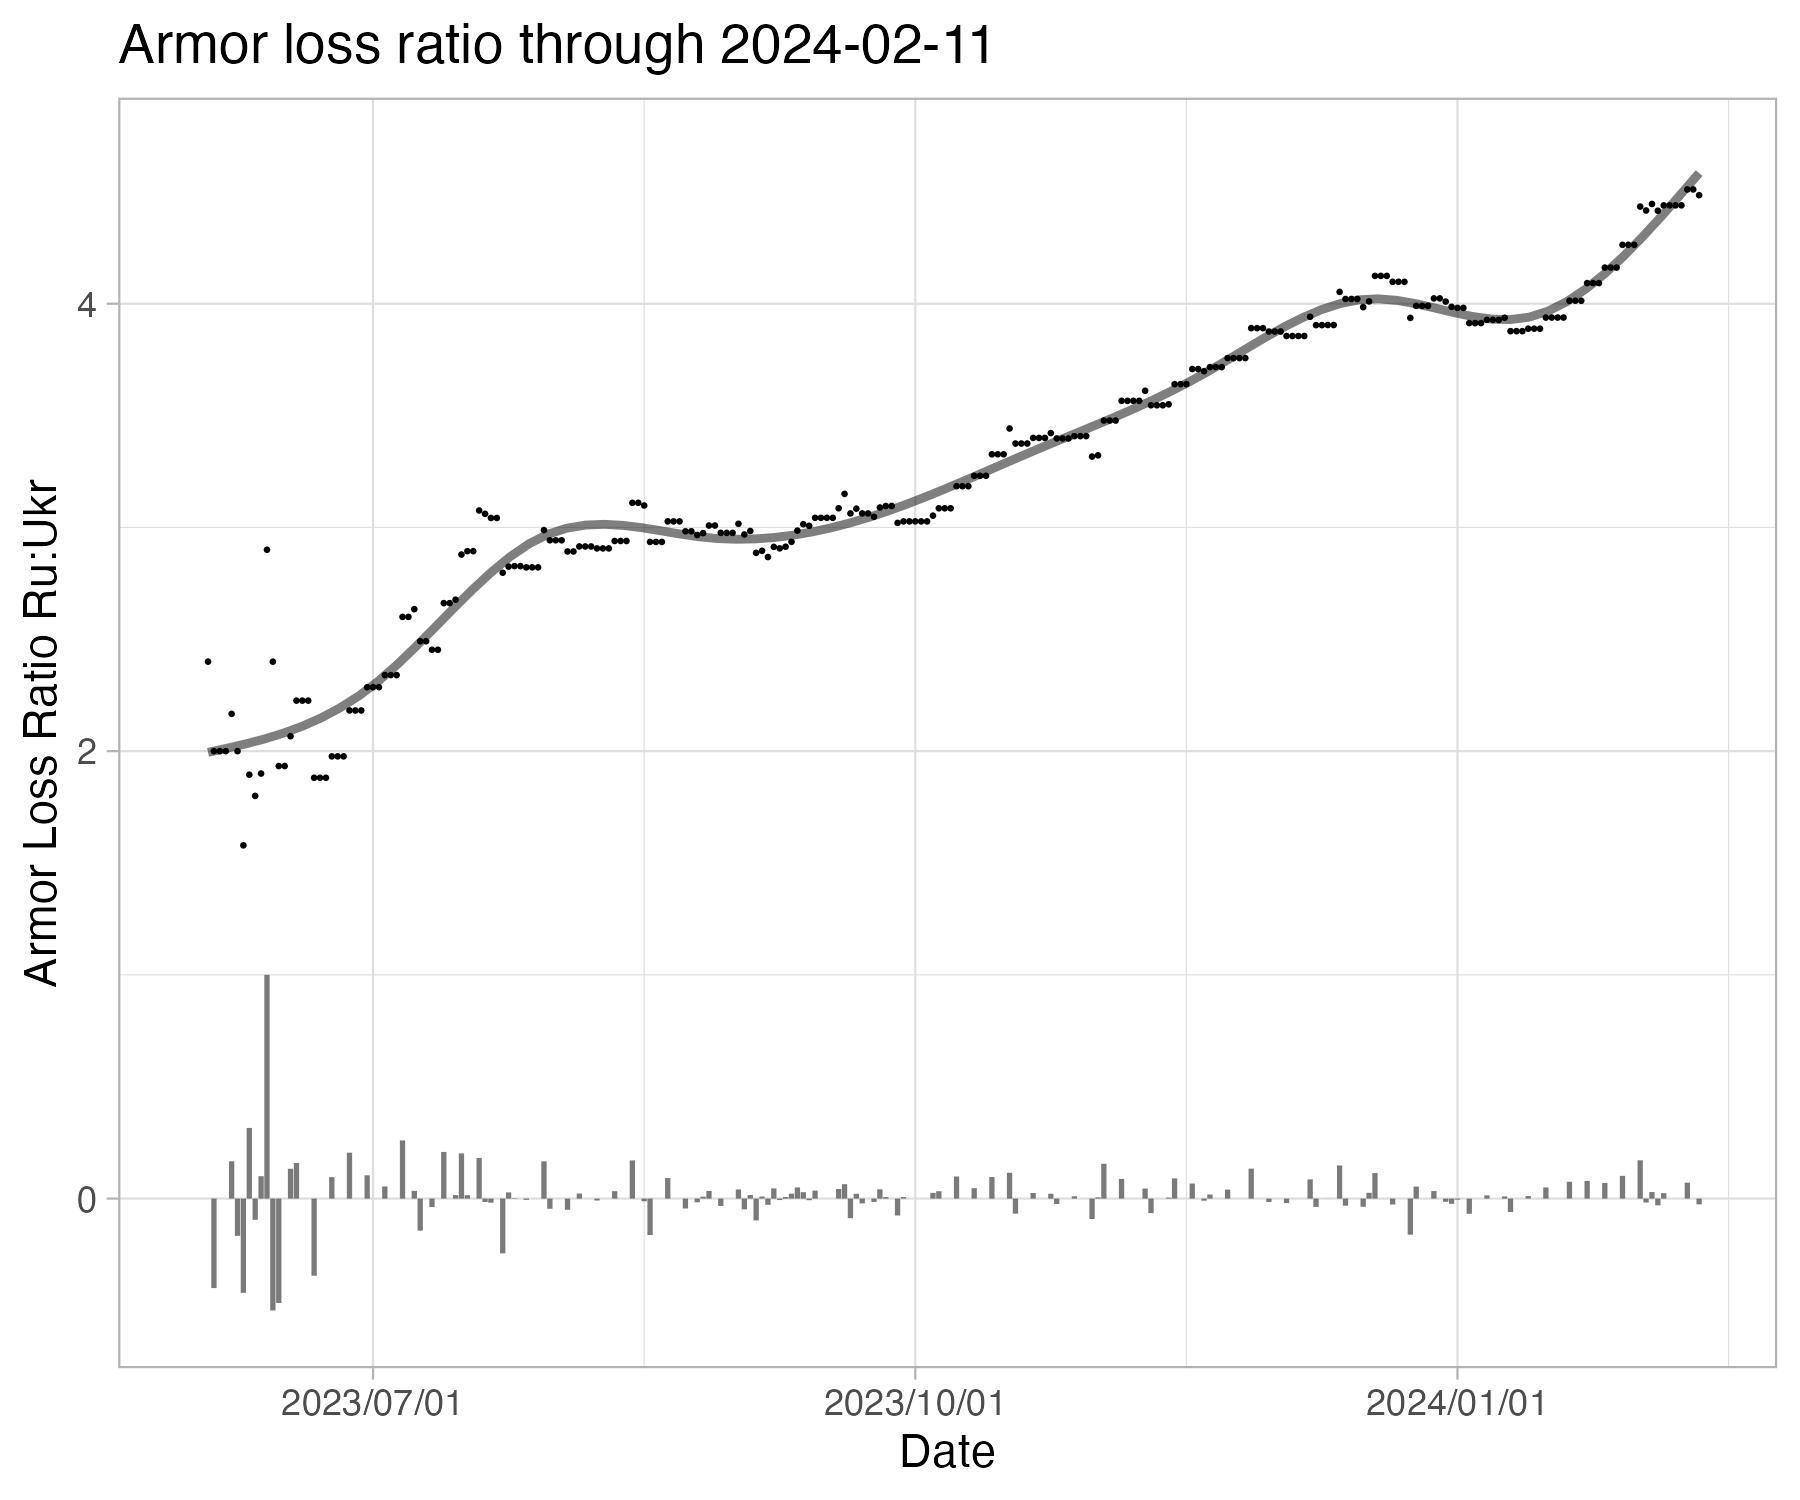 Armor loss ratio through 2024-02-11
Armor Loss Ratio Ru:Ukr
4
2
0
2023/07/01
2023/10/01
2024/01/01
Date